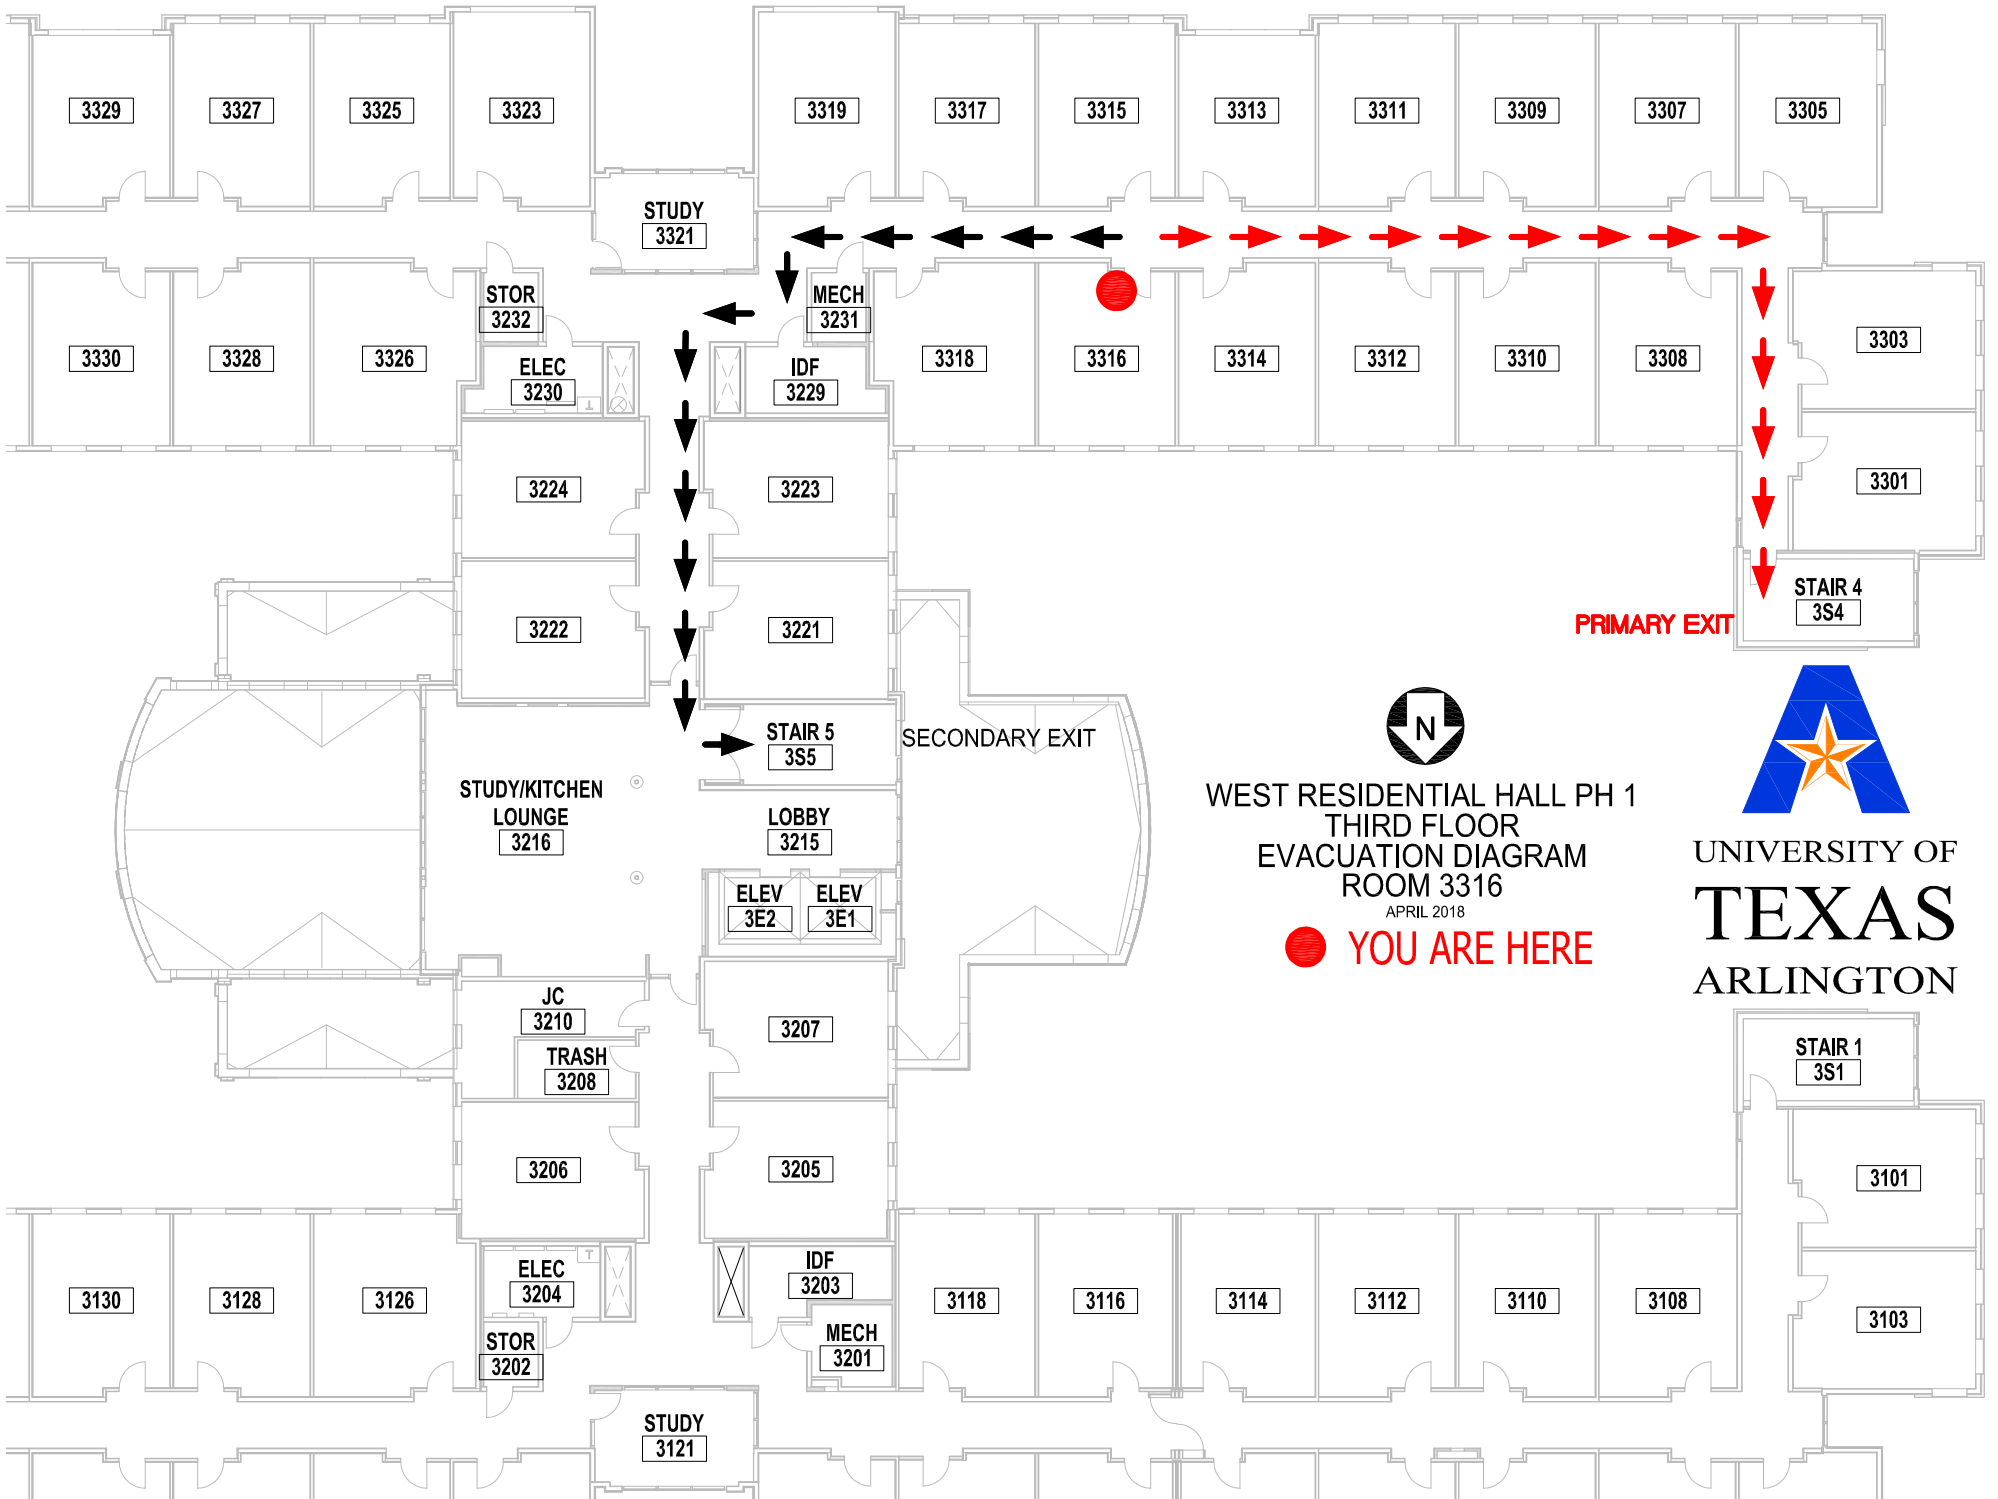 3329
3327
3325
3323
3319
3317
3315
3313
3311
3309
3307
3305
STUDY
3321
STOR
3232
MECH
3231
3330
3328
3326
ELEC
3230
IDF
3229
3318
3316
3314
3312
3310
3308
3303
3301
3224
3223
3222
3221
STAIR 4
3S4
PRIMARY EXIT
STAIR 5
3S5
SECONDARY EXIT
N
STUDY/KITCHEN
LOUNGE
3216
LOBBY
3215
ELEV
3E2
ELEV
3E1
WEST RESIDENTIAL HALL PH 1
THIRD FLOOR
EVACUATION DIAGRAM
ROOM 3316
APRIL 2018
YOU ARE HERE
UNIVERSITY OF
TEXAS
ARLINGTON
JC
3210
TRASH
3208
3207
STAIR 1
3S1
3206
3205
3101
3103
ELEC
3204
IDF
3203
STOR
3202
MECH
3201
3130
3128
3126
3118
3116
3114
3112
3110
3108
STUDY
3121